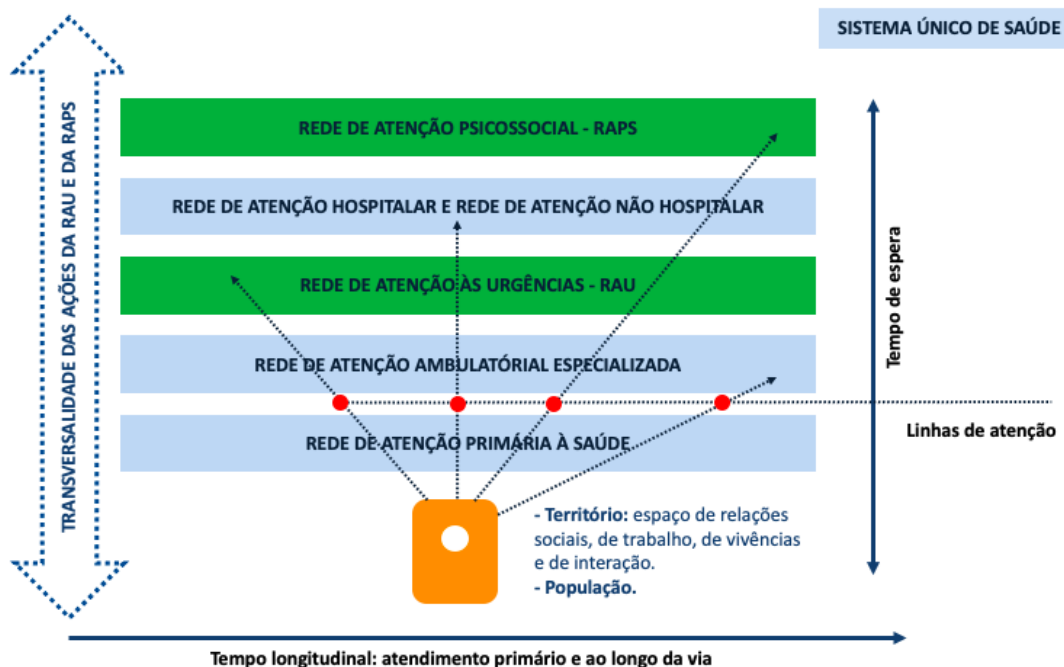 SISTEMA ÚNICO DE SAÚDE
TRANSVERSALIDADE DAS AÇÕES DA RAU E DA RAPS
REDE DE ATENÇÃO PSICOSSOCIAL - RAPS
REDE DE ATENÇÃO HOSPITALAR E REDE DE ATENÇÃO NÃO HOSPITALAR
REDE DE ATENÇÃO ÀS URGÊNCIAS - RAU
REDE DE ATENÇÃO AMBULATÓRIAL ESPECIALIZADA
REDE DE ATENÇÃO PRIMÁRIA À SAÚDE
Tempo de espera
Linhas de atenção
- Território: espaço de relações
sociais, de trabalho, de vivências
e de interação.
- População.
Tempo longitudinal: atendimento primário e ao longo da via